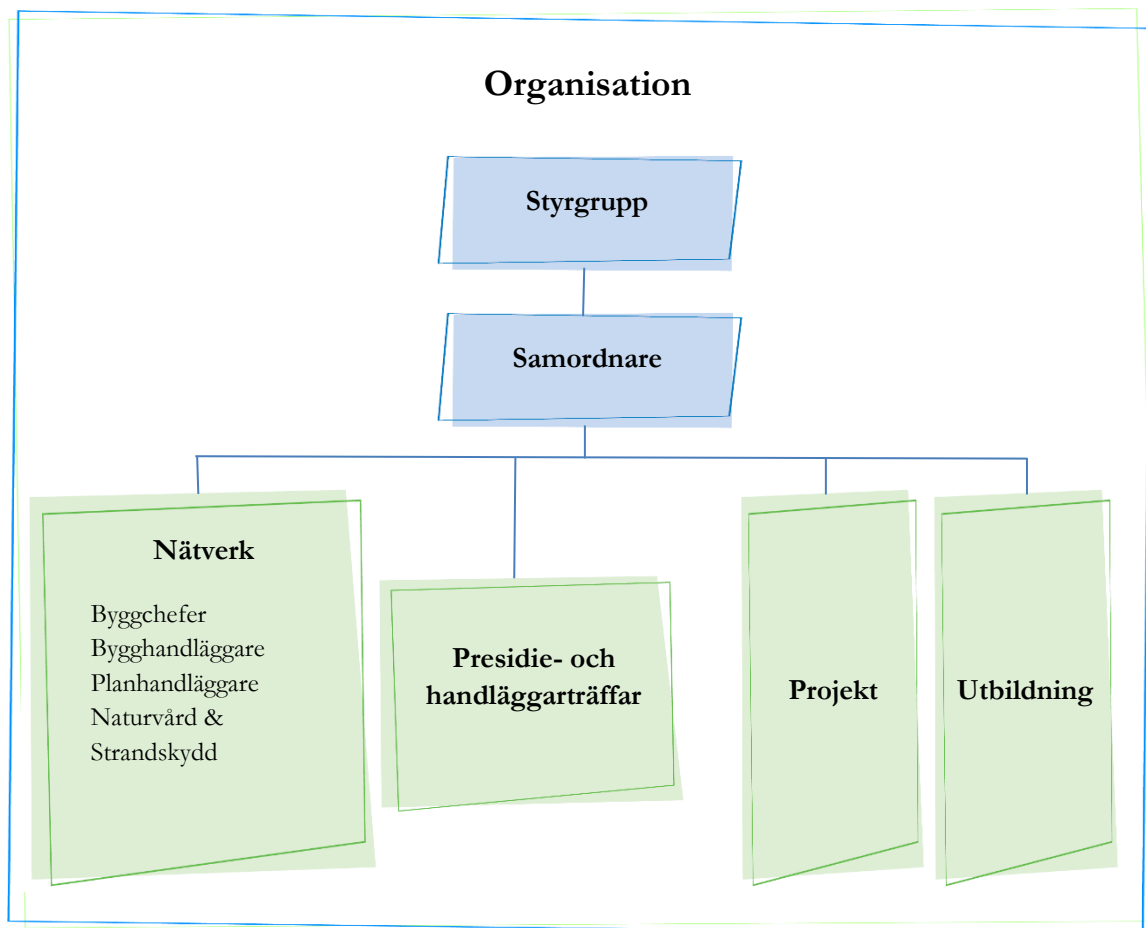 Organisation
Styrgrupp
Samordnare
Nätverk
Byggchefer
Bygghandläggare
Planhandläggare
Naturvård &
Strandskydd
Presidie- och
handläggarträffar
Projekt
Utbildning